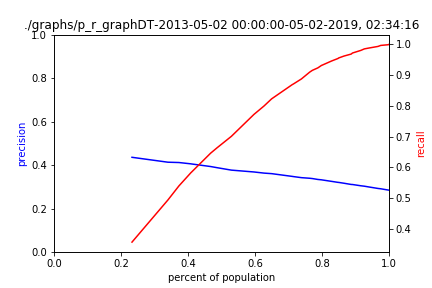 ./graphs/p_r_graphDT-2013-05-02 00:00:00-05-02-2019, 02:34:16
1.0
0.8
0.6
0.4
0.2
0.0
precision
1.0
0.9
0.8
0.7
0.6
0.5
0.4
recall
0.0 0.2 0.4 0.6 0.8 1.0
percent of population